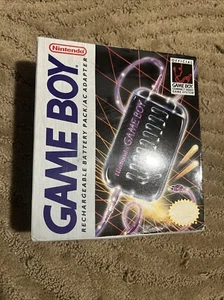 Nintendo
GAME BOY
RECHARGEABLE BATTERY PACK/AC ADAPTER
OFFICIAL
GAME BOY
Nintendo GAME BOY